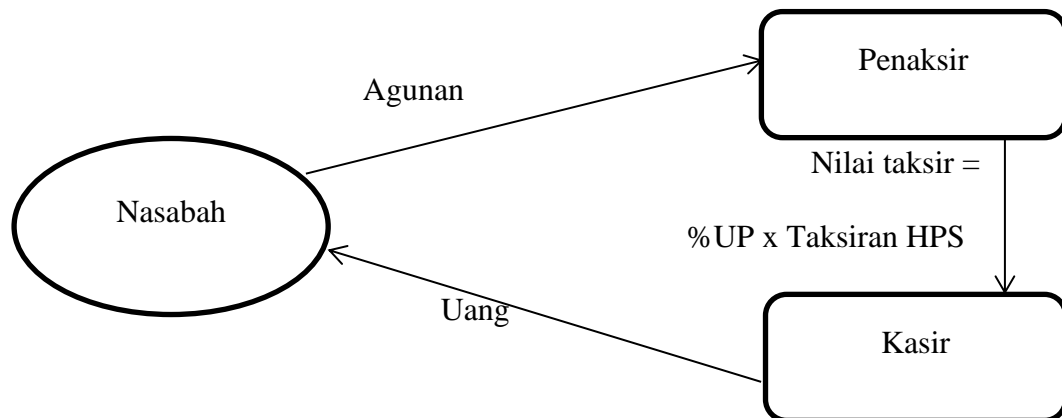 Penaksir
Agunan
Nilai taksir =
Nasabah
%UP x Taksiran HPS
Uang
Kasir